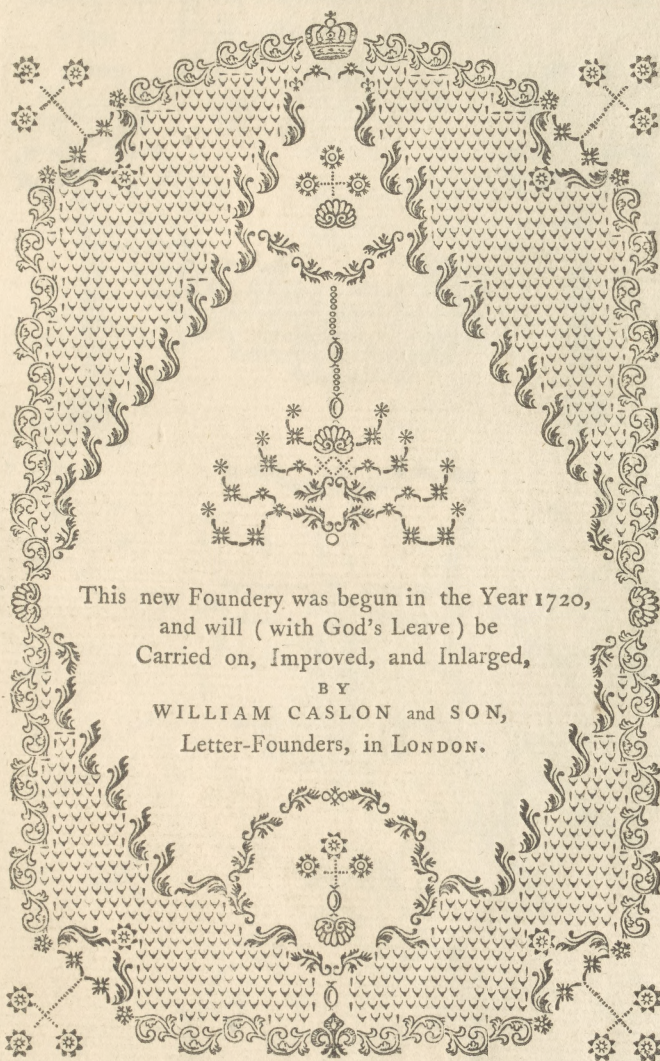 This new Foundery was begun in the Year 1720,
and will ( with God's Leave ) be
Carried on, Improved, and Inlarged,
BY
WILLIAM CASLON and SON,
Letter-Founders, in LONDON.